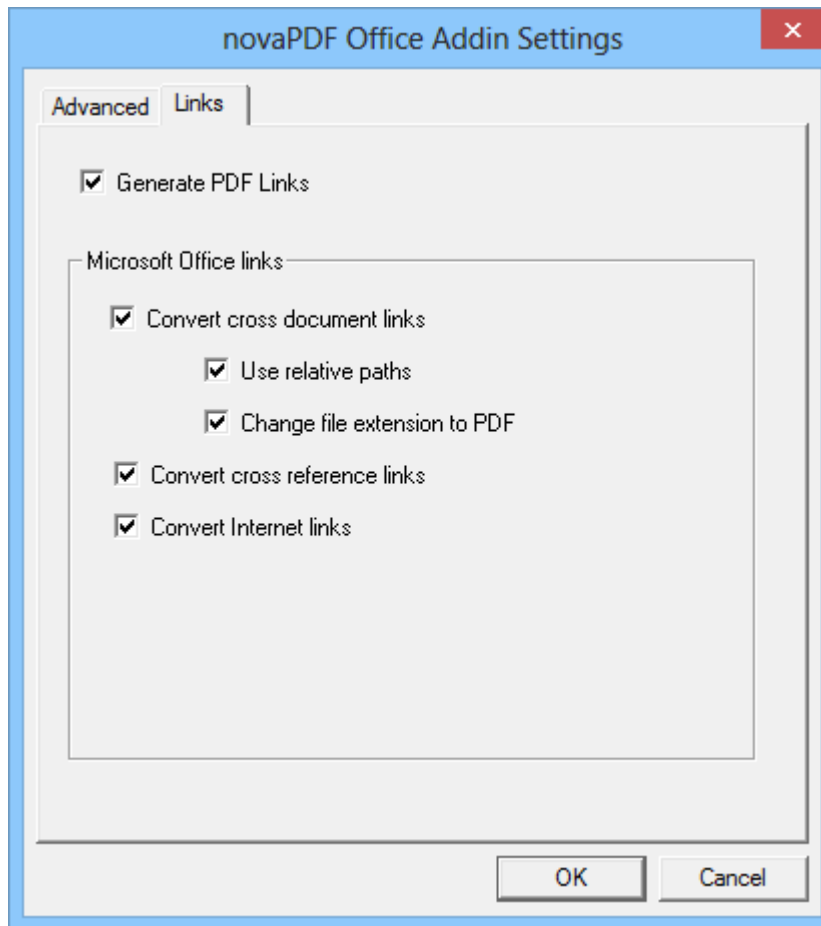 novaPDF Office Addin Settings
Advanced Links
Generate PDF Links
Microsoft Office links
Convert cross document links
Use relative paths
Change file extension to PDF
Convert cross reference links
Convert Internet links
OK Cancel